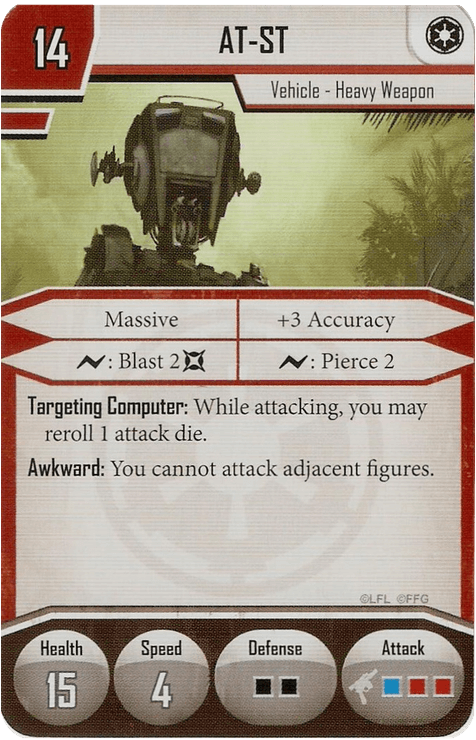 14
AT-ST
Vehicle - Heavy Weapon
Massive
+3 Accuracy
: Blast 2
: Pierce 2
Targeting Computer: While attacking, you may
reroll 1 attack die.
Awkward: You cannot attack adjacent figures.
©LFL ©FFG
Health
Speed
Defense
Attack
15
4